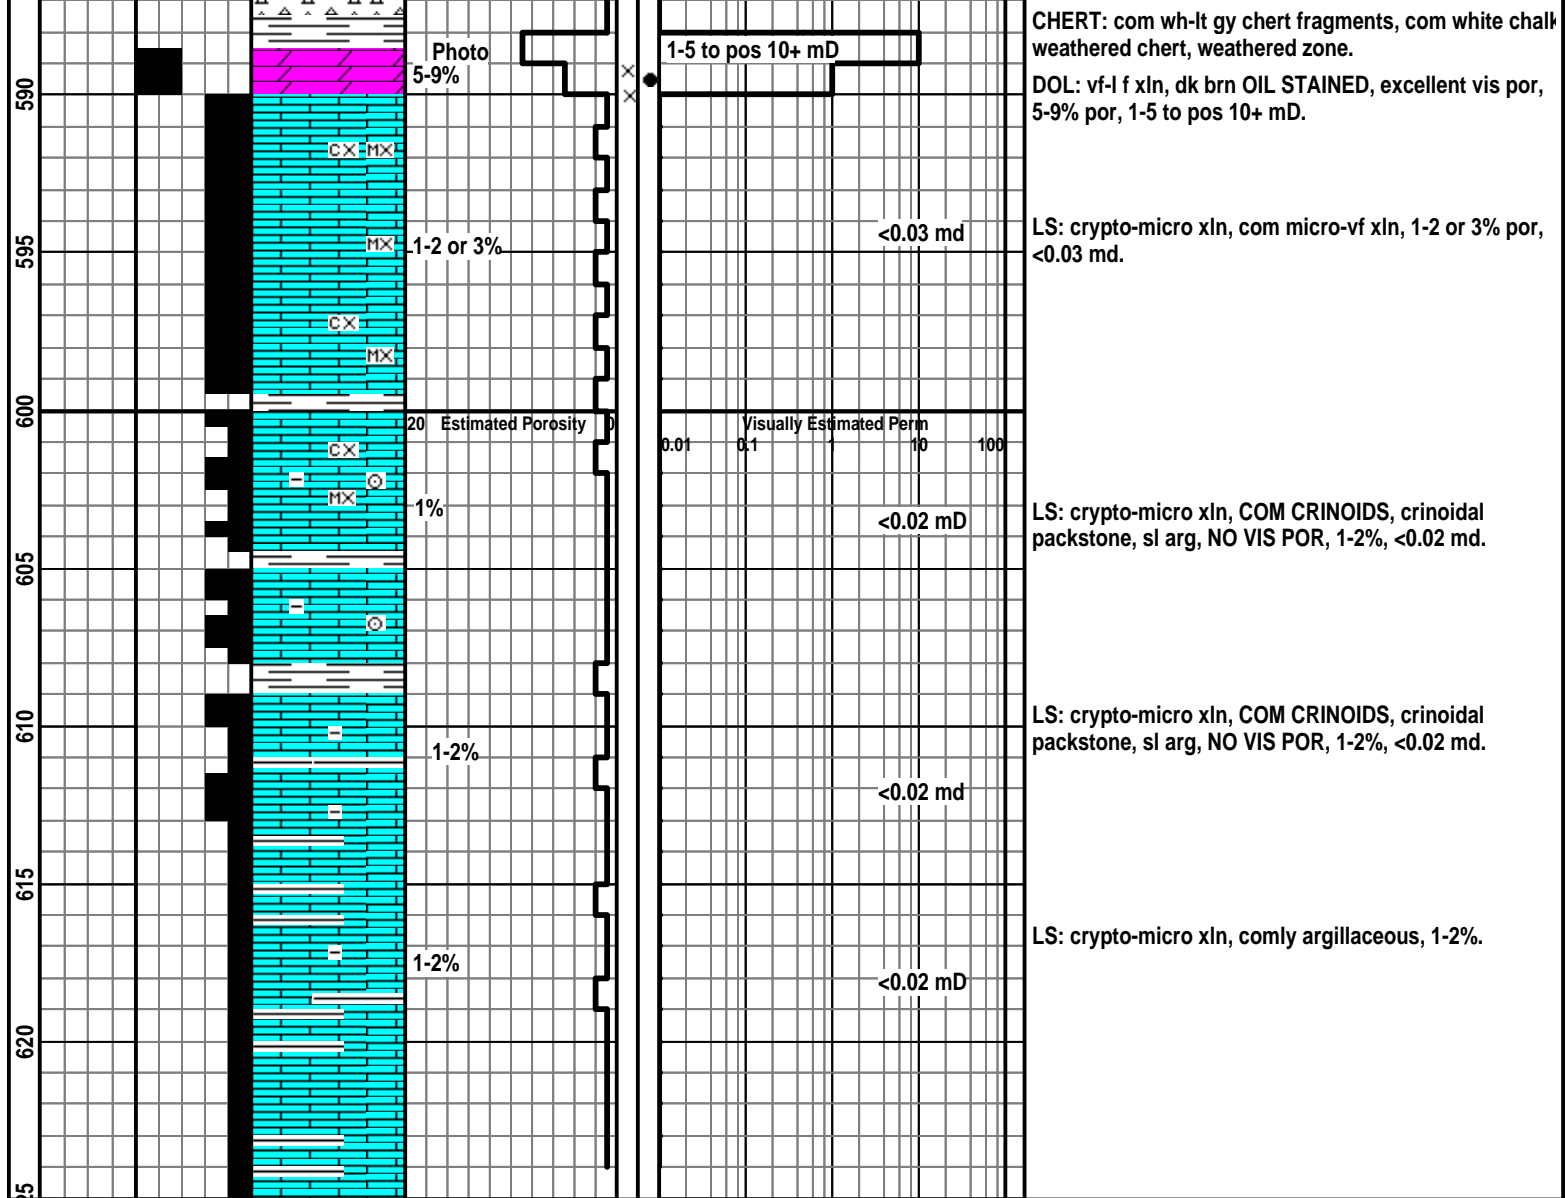 CHERT: com wh-lt gy chert fragments, com white chalk
weathered chert, weathered zone.
Photo
5-9%
1-5 to pos 10+ mD
DOL: vf-l f xln, dk brn OIL STAINED, excellent vis por,
5-9% por, 1-5 to pos 10+ mD.
590
CX MX
<0.03 md
LS: crypto-micro xln, com micro-vf xln, 1-2 or 3% por,
<0.03 md.
595
MX
1-2 or 3%
CX
MX
600
20 Estimated Porosity 0
Visually Estimated Perm
0.01 0.1 1 10 100
CX
MX
1%
<0.02 mD
LS: crypto-micro xln, COM CRINOIDS, crinoidal
packstone, sl arg, NO VIS POR, 1-2%, <0.02 md.
605
610
LS: crypto-micro xln, COM CRINOIDS, crinoidal
packstone, sl arg, NO VIS POR, 1-2%, <0.02 md.
1-2%
<0.02 md
615
LS: crypto-micro xln, comly argillaceous, 1-2%.
1-2%
<0.02 mD
620
25